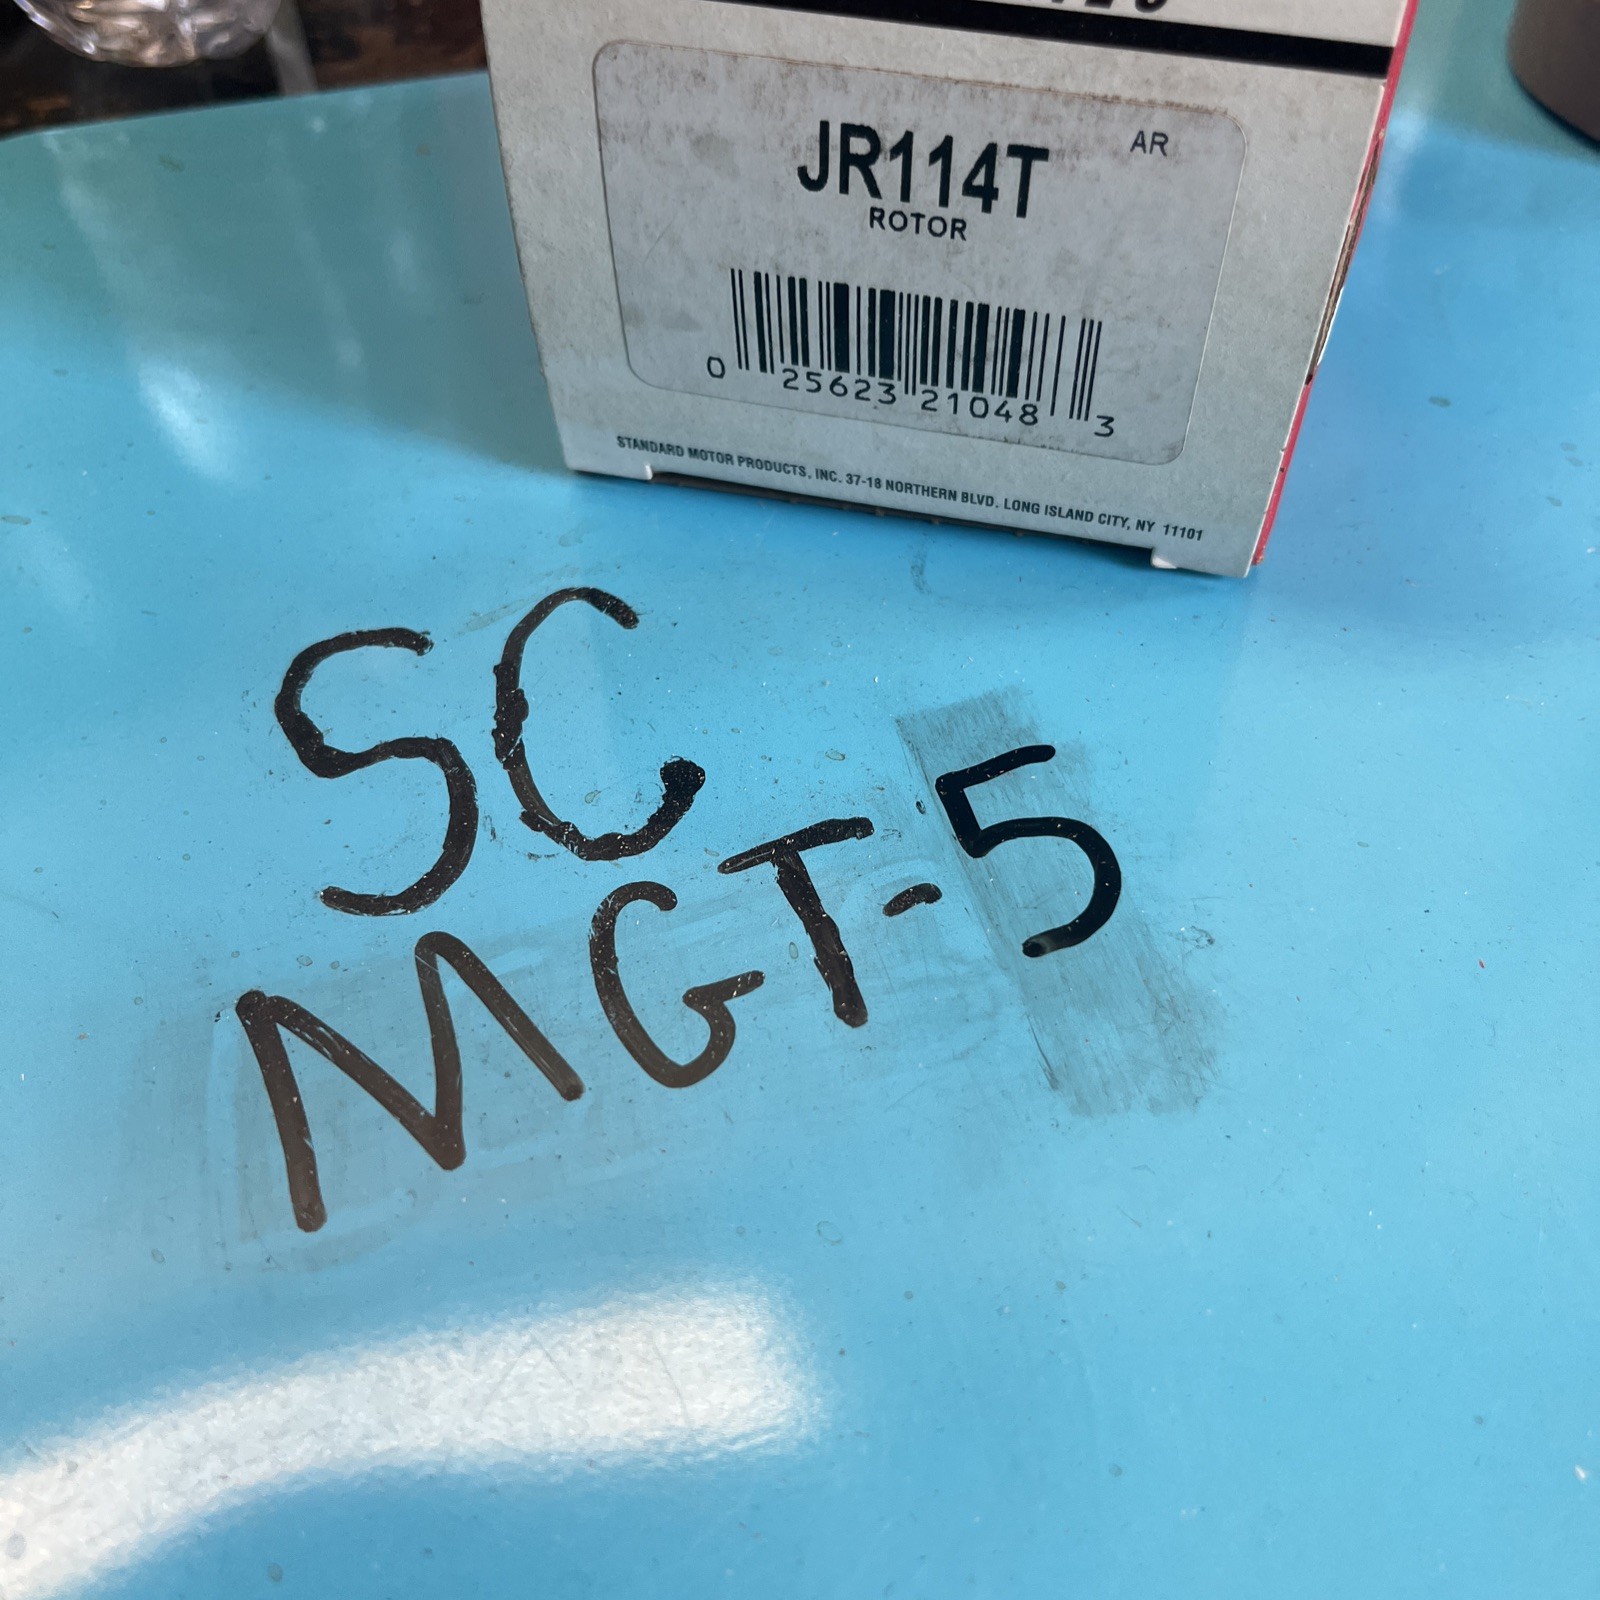 JR114T
AR
ROTOR
0 25623 21048 3
STANDARD MOTOR PRODUCTS, INC. 37-18 NORTHERN BLVD. LONG ISLAND CITY, NY 11101
SC
MGT-5